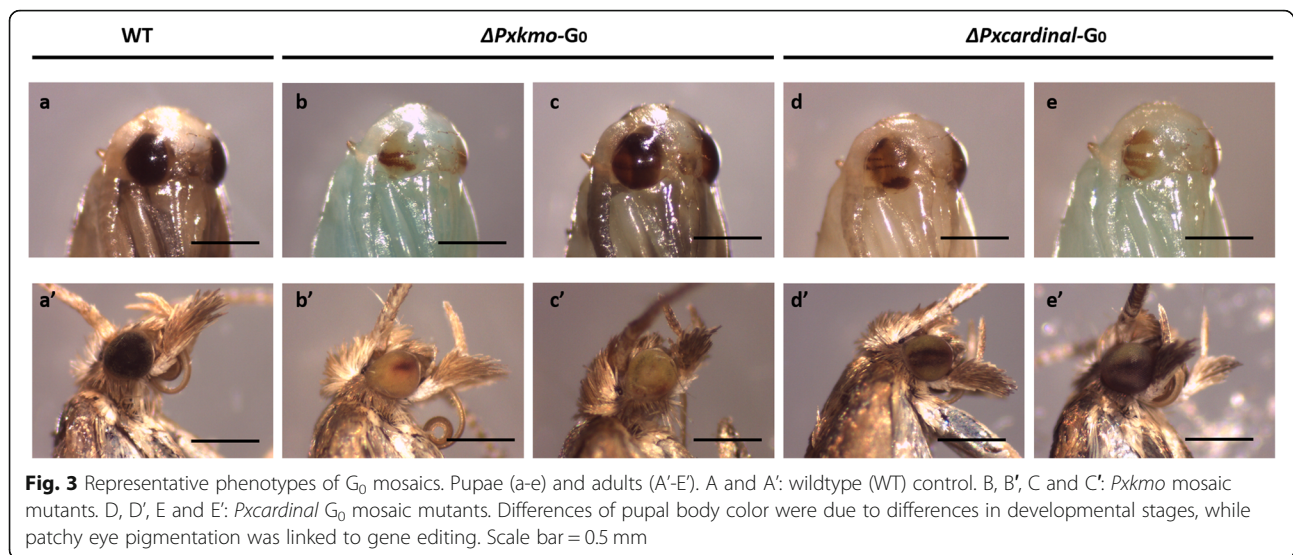 WT
ΔPxkmo-G0
ΔPxcardinal-G0
a
b
c
d
e
a'
b'
c'
d'
e'
Fig. 3 Representative phenotypes of G0 mosaics. Pupae (a-e) and adults (A'-E'). A and A': wildtype (WT) control. B, B', C and C': Pxkmo mosaic
mutants. D, D', E and E': Pxcardinal G0 mosaic mutants. Differences of pupal body color were due to differences in developmental stages, while
patchy eye pigmentation was linked to gene editing. Scale bar = 0.5 mm